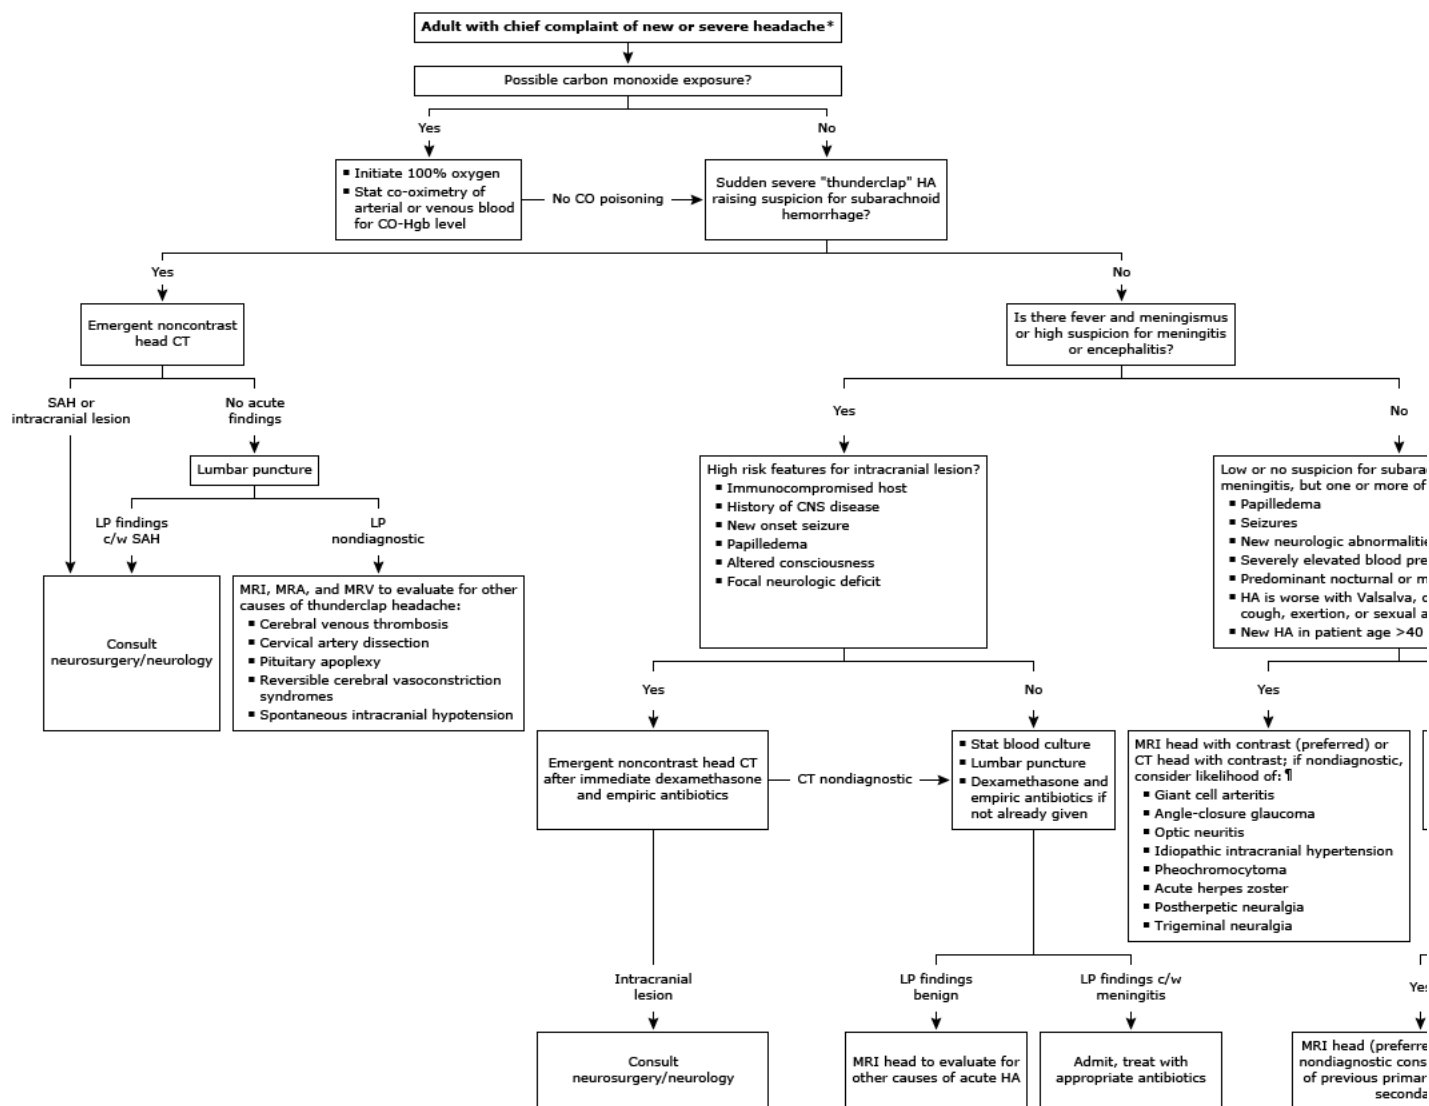 Adult with chief complaint of new or severe headache*
Possible carbon monoxide exposure?
Yes
No
▪ Initiate 100% oxygen
▪ Stat co-oximetry of
arterial or venous blood
for CO-Hgb level
No CO poisoning
Sudden severe "thunderclap" HA
raising suspicion for subarachnoid
hemorrhage?
Yes
No
Emergent noncontrast
head CT
Is there fever and meningismus
or high suspicion for meningitis
or encephalitis?
SAH or
intracranial lesion
No acute
findings
Yes
No
Lumbar puncture
High risk features for intracranial lesion?
▪ Immunocompromised host
▪ History of CNS disease
▪ New onset seizure
▪ Papilledema
▪ Altered consciousness
▪ Focal neurologic deficit
Low or no suspicion for
meningitis, but one or more of
▪ Papilledema
▪ Seizures
▪ New neurologic
▪ Severely elevated blood
▪ Predominant nocturnal or
▪ HA is worse with Valsalva,
cough, exertion, or sexual
▪ New HA in patient age >40
LP findings
c/w SAH
LP
nondiagnostic
Consult
neurosurgery/neurology
MRI, MRA, and MRV to evaluate for other
causes of thunderclap headache:
▪ Cerebral venous thrombosis
▪ Cervical artery dissection
▪ Pituitary apoplexy
▪ Reversible cerebral vasoconstriction
syndromes
▪ Spontaneous intracranial hypotension
Yes
No
Yes
Emergent noncontrast head CT
after immediate dexamethasone
and empiric antibiotics
CT nondiagnostic
▪ Stat blood culture
▪ Lumbar puncture
▪ Dexamethasone and
empiric antibiotics if
not already given
MRI head with contrast (preferred) or
CT head with contrast; if nondiagnostic,
consider likelihood of:¶
▪ Giant cell arteritis
▪ Angle-closure glaucoma
▪ Optic neuritis
▪ Idiopathic intracranial hypertension
▪ Pheochromocytoma
▪ Acute herpes zoster
▪ Postherpetic neuralgia
▪ Trigeminal neuralgia
Intracranial
lesion
LP findings
benign
LP findings c/w
meningitis
Consult
neurosurgery/neurology
MRI head to evaluate for
other causes of acute HA
Admit, treat with
appropriate antibiotics
MRI head
nondiagnostic
of previous